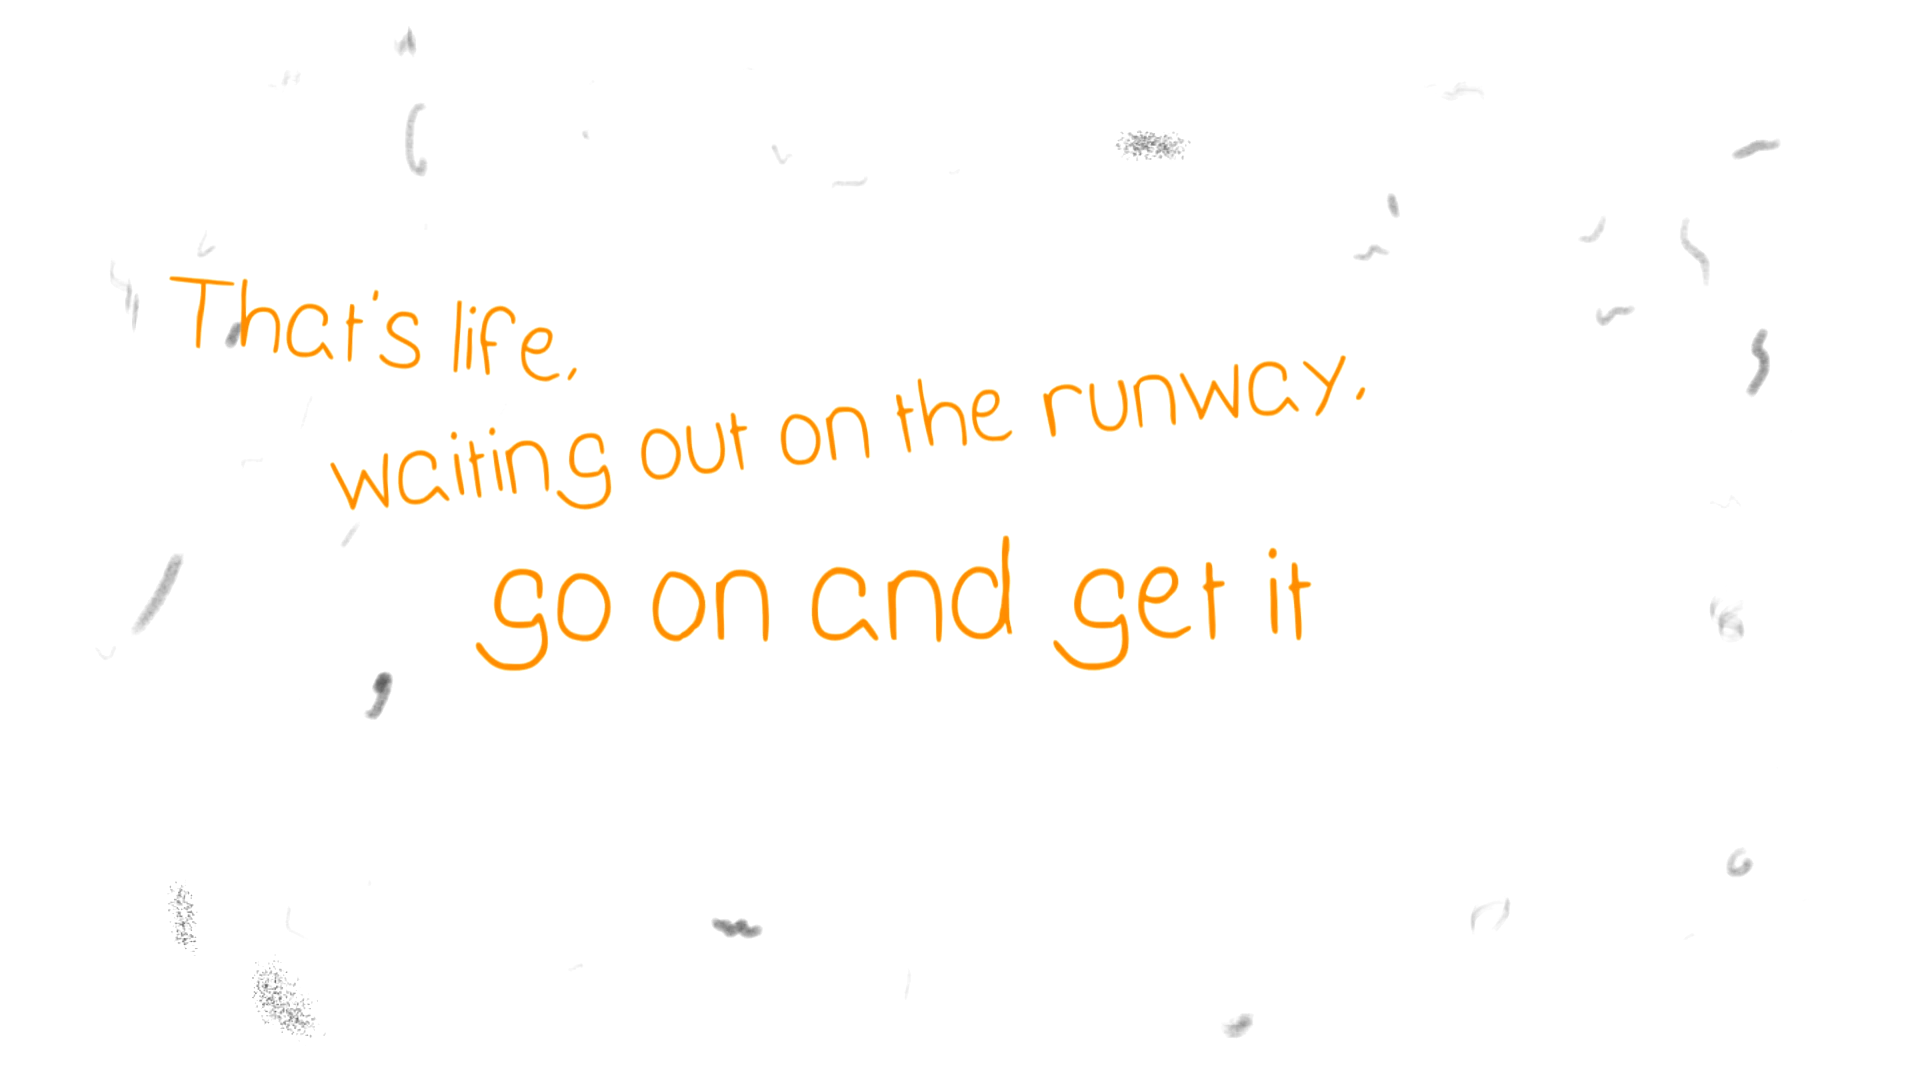 That's life,
waiting out on the runway,
go on and get it